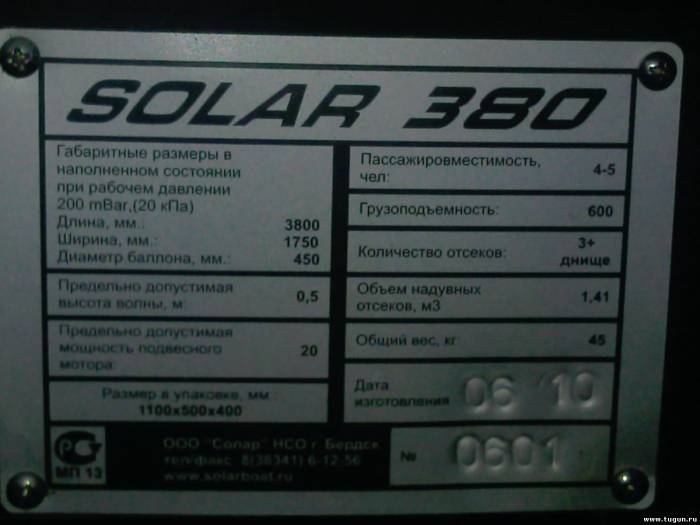 SOLAR 380
Габаритные размеры в
наполненном состоянии
при рабочем давлении
200 mBar,(20 кПа)
Длина, мм.: 3800
Ширина, мм.: 1750
Диаметр баллона, мм.: 450
Предельно допустимая
высота волны, м: 0,5
Предельно допустимая
мощность подвесного
мотора: 20
Размер в упаковке, мм.:
1100х500х400
Пассажировместимость,
чел: 4-5
Грузоподъемность: 600
Количество отсеков: 3+
днище
Объем надувных
отсеков, м3 1,41
Общий вес, кг: 45
Дата
изготовления 06 10
РСТ
МП 13
ООО "Солар" НСО г Бердск
тел/факс 8(38341) 6-12-56
www.solarboat.ru
№ 0601
www.tugun.ru